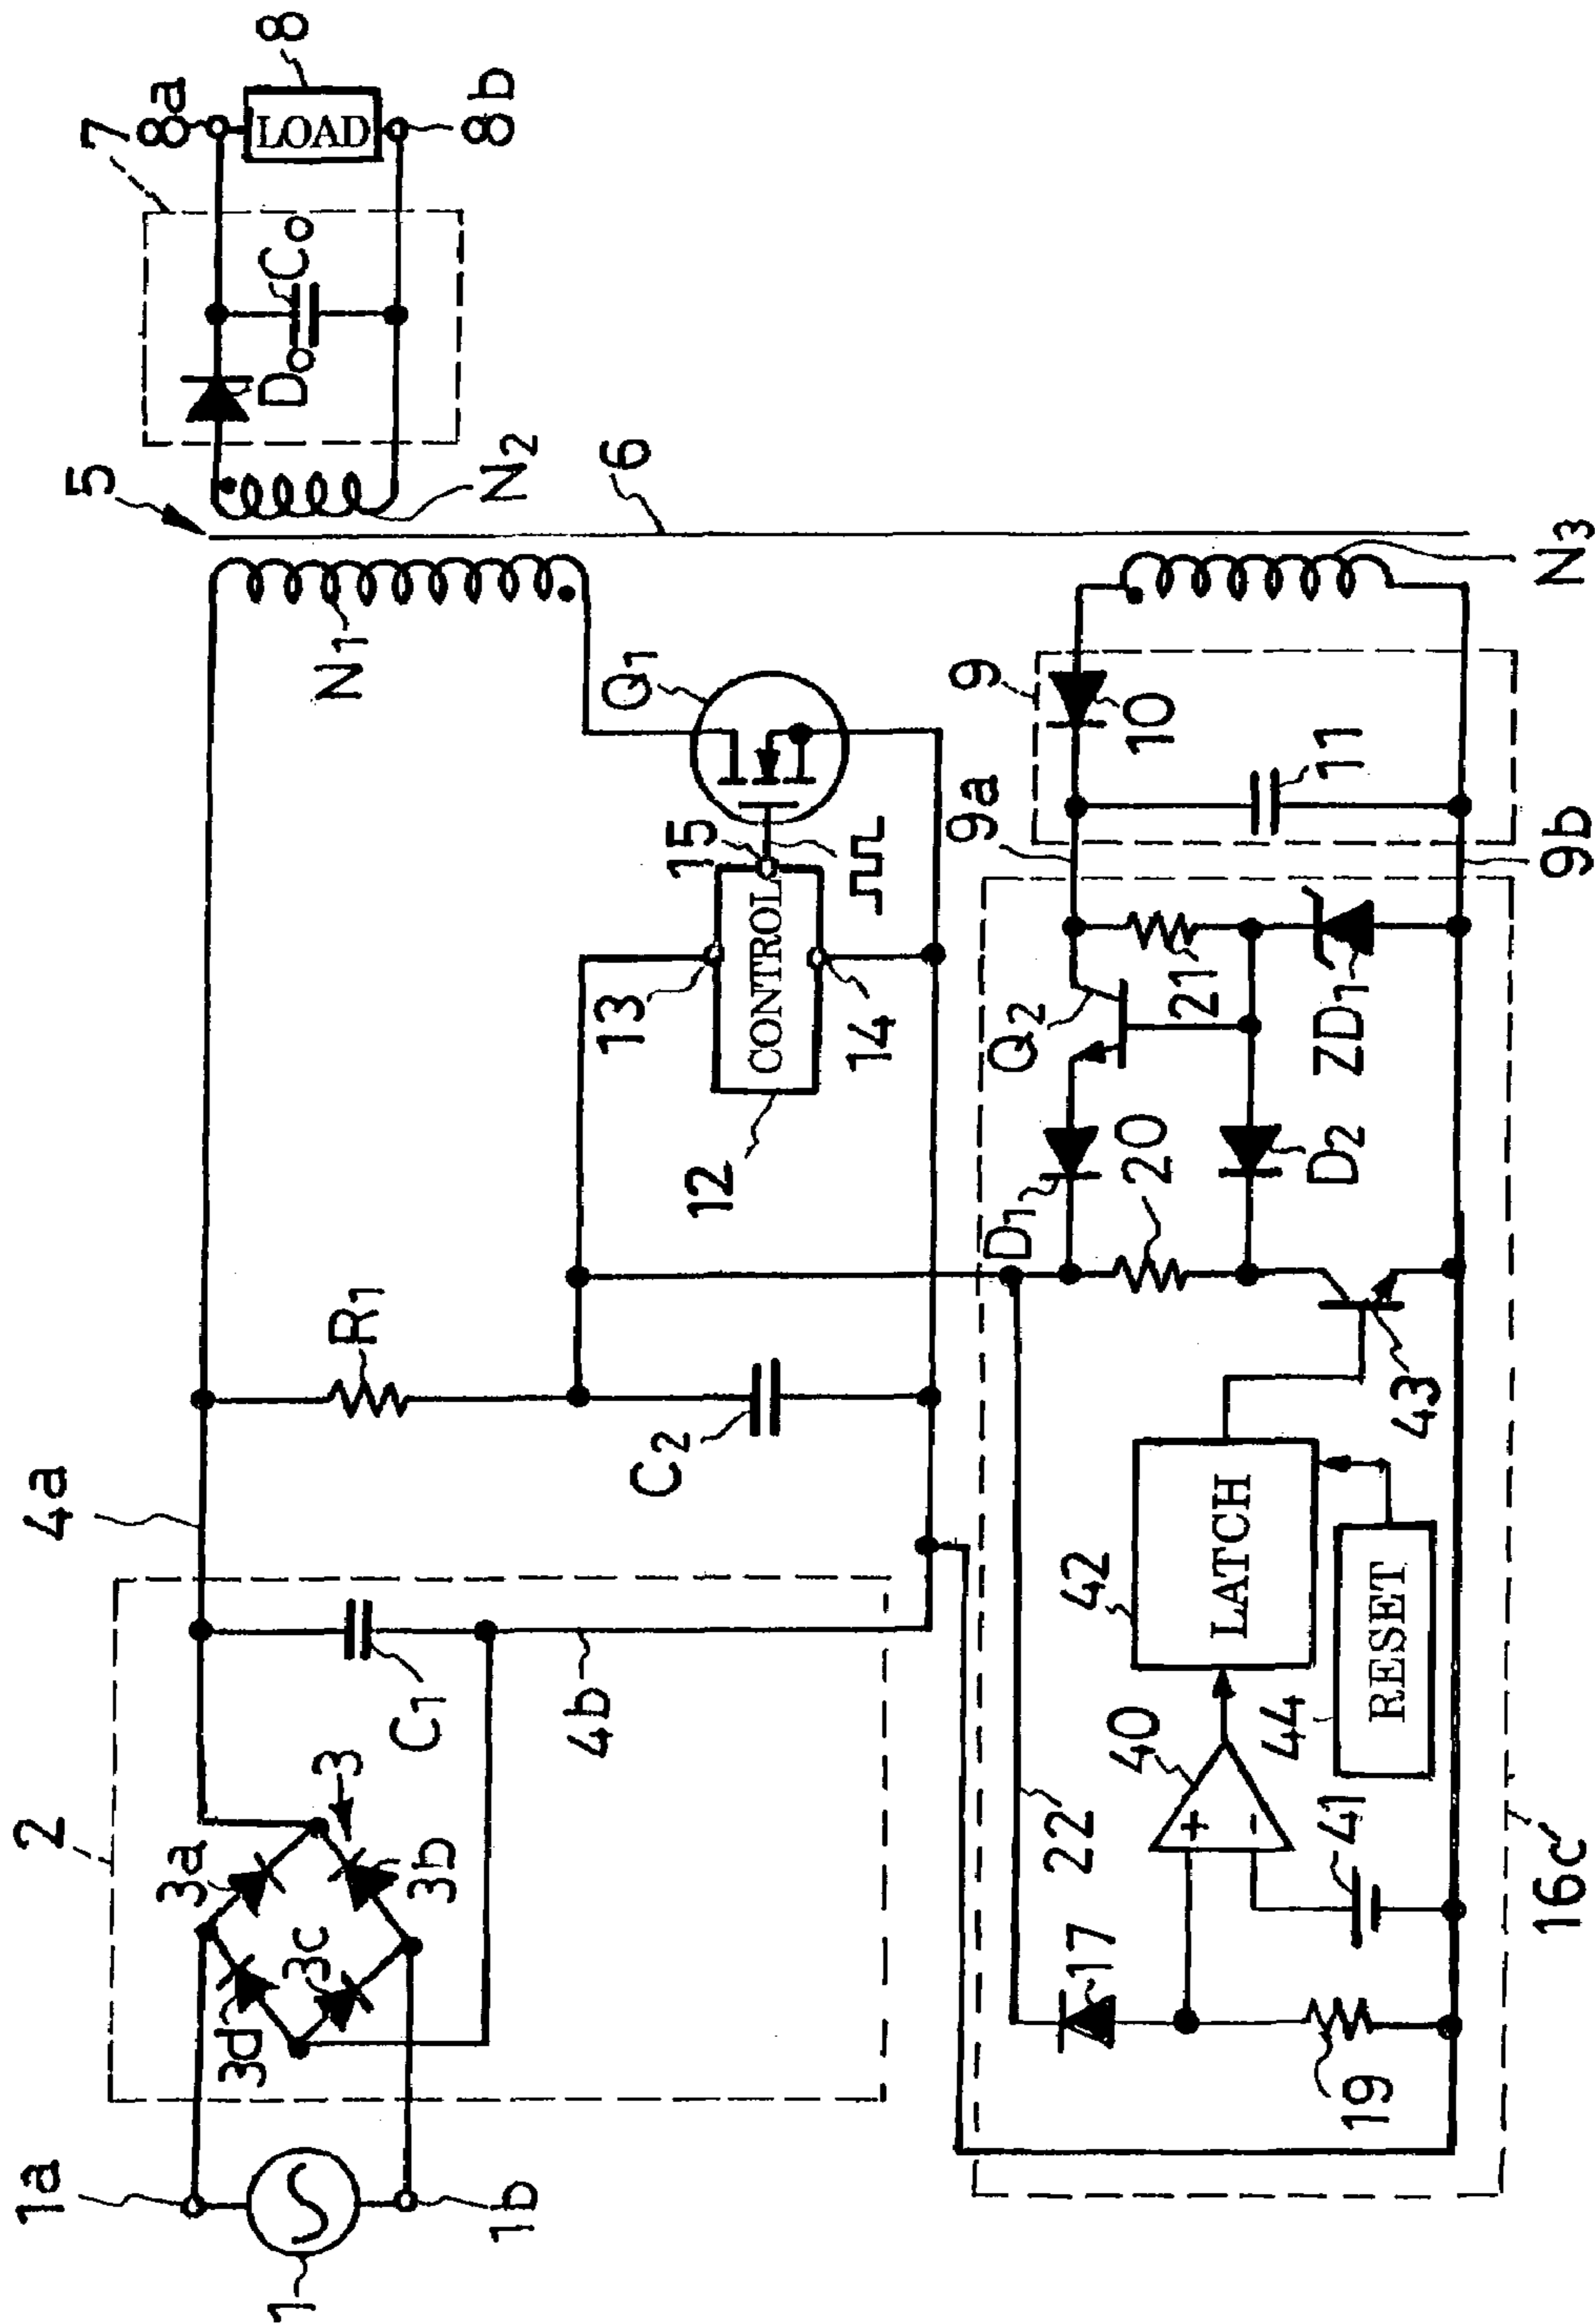 1a
1
1b
2
3a
3
3b
3c
3d
C1
4a
4b
R1
C2
5
N1
N2
6
7
8a
8
LOAD
8b
Co
Do
Q1
15
13
CONTROL
14
12
9
9a
10
11
9b
N3
Q2
21
ZD1
D1
20
D2
22
42
LATCH
43
40
44
RESET
41
17
19
16c
+
-